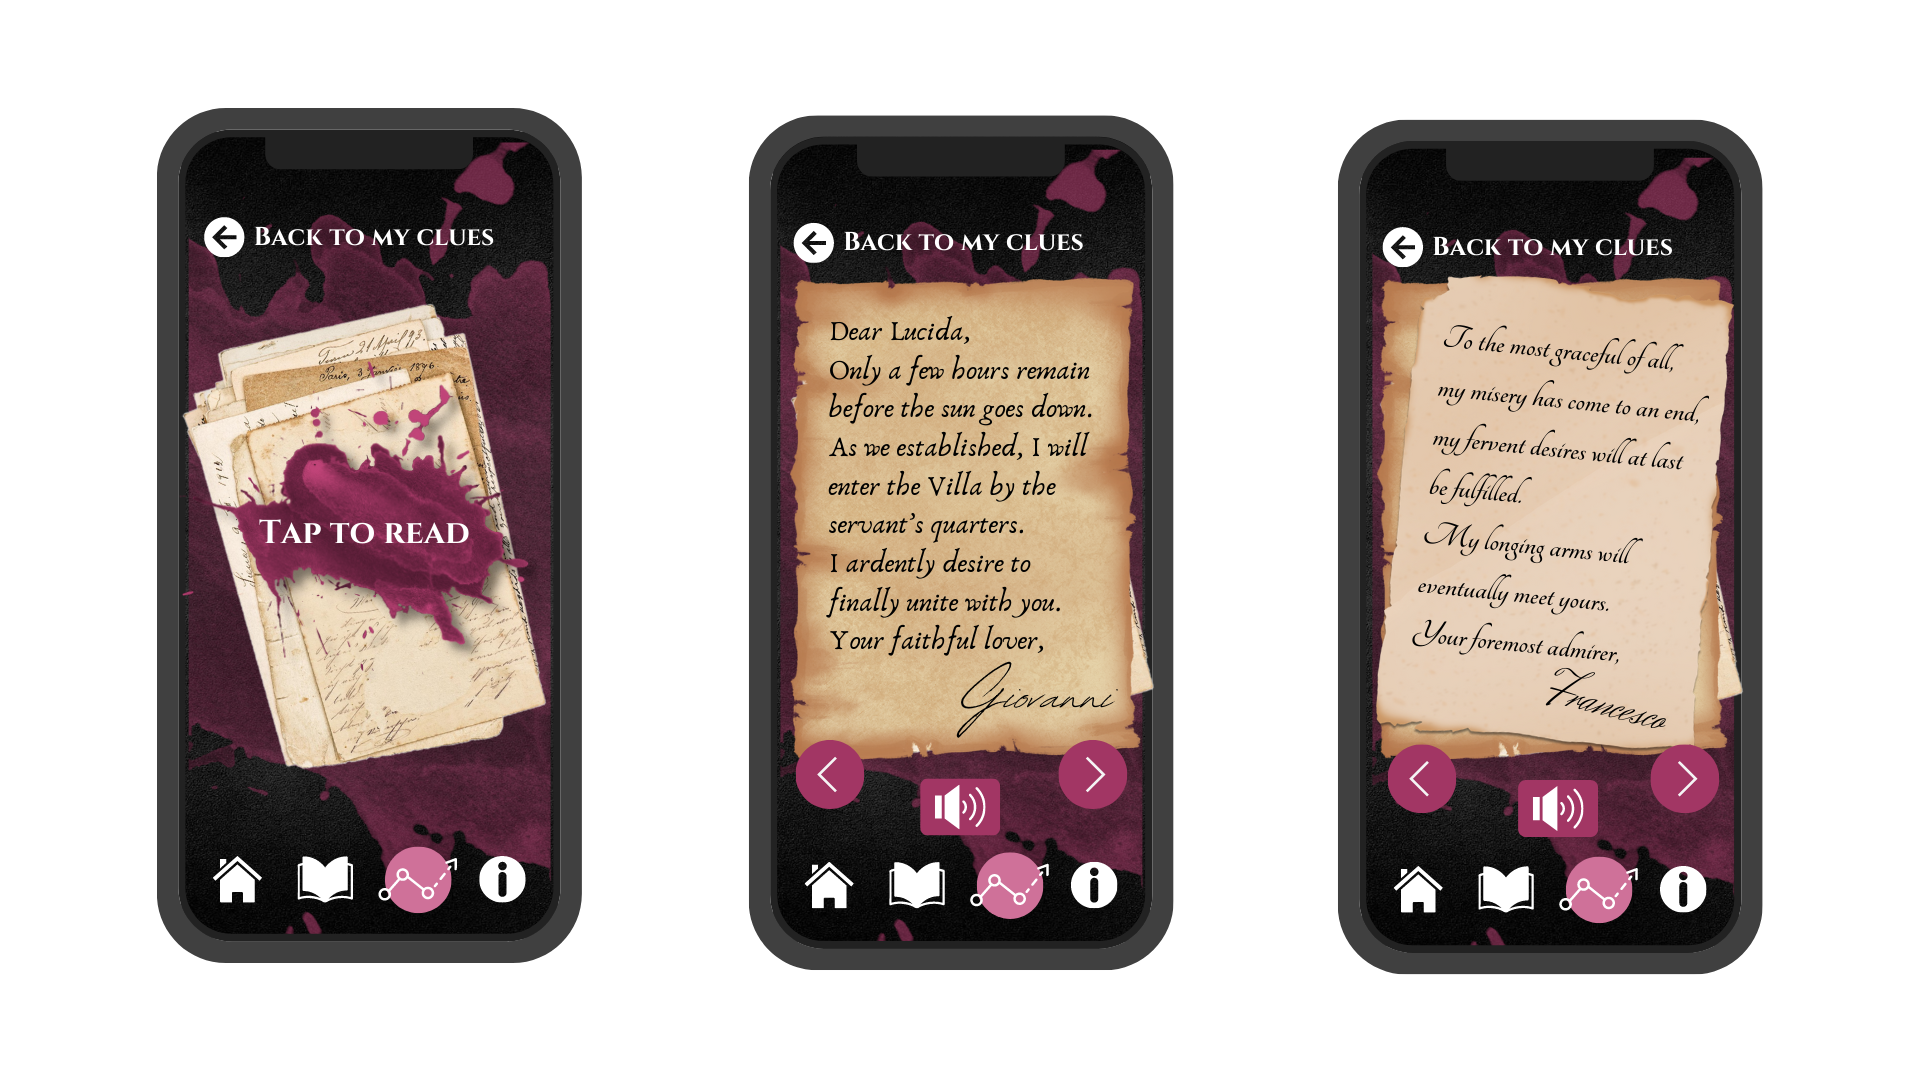 BACK TO MY CLUES
Paris, 3 1896
TAP TO READ
BACK TO MY CLUES
Dear Lucida,
Only a few hours remain
before the sun goes down.
As we established, I will
enter the Villa by the
servant's quarters.
I ardently desire to
finally unite with you.
Your faithful lover,
Giovanni
BACK TO MY CLUES
To the most graceful of all,
my misery has come to an end,
my fervent desires will at last
be fulfilled.
My longing arms will
eventually meet yours.
Your foremost admirer,
Francesco